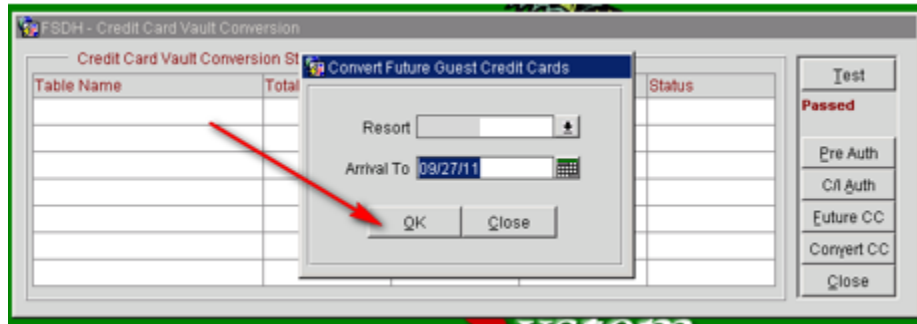 FSDH - Credit Card Vault Conversion
Credit Card Vault Conversion St
Convert Future Guest Credit Cards
Table Name
Total
Status
Resort
Arrival To 09/27/11
OK
Close
Test
Passed
Pre Auth
C/I Auth
Future CC
Convert CC
Close